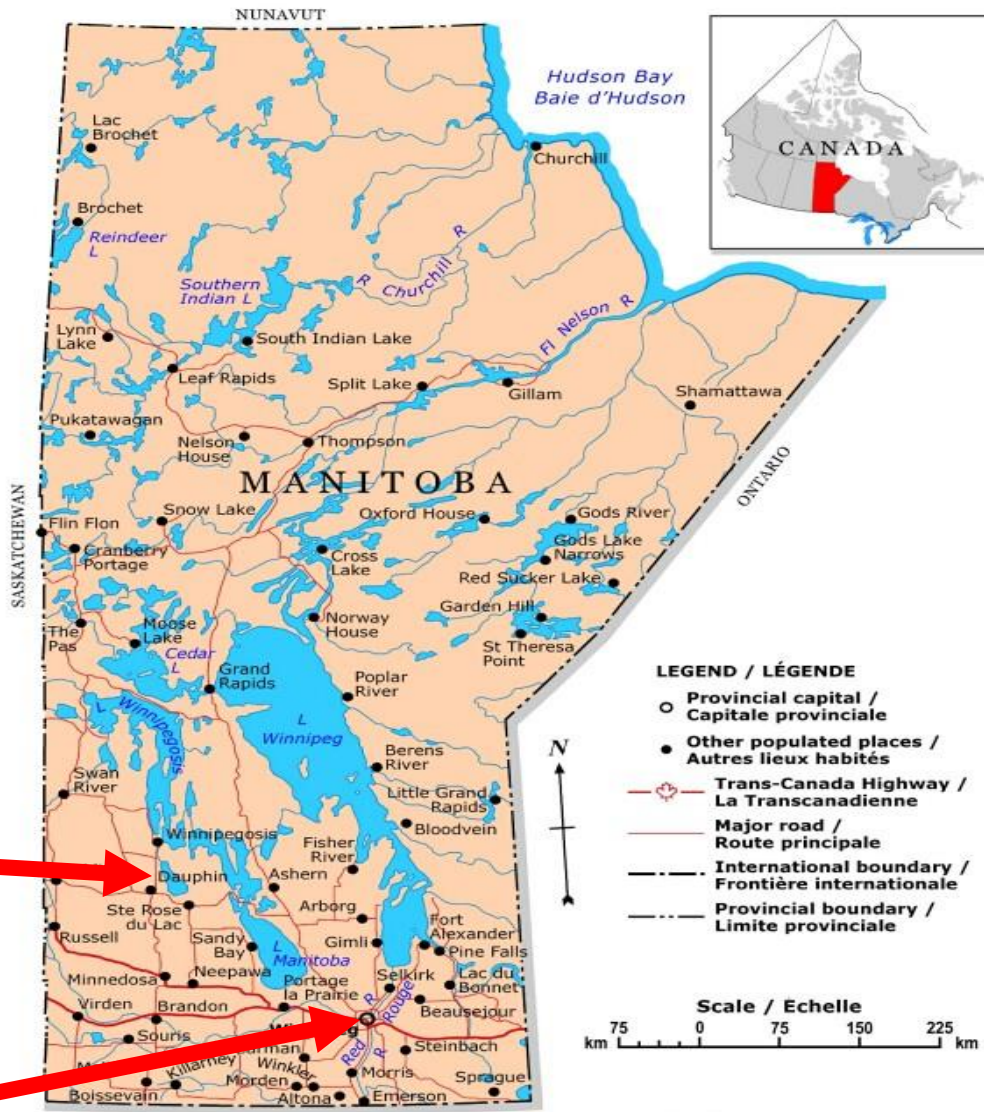 NUNAVUT
Hudson Bay
Baie d'Hudson
CANADA
Lac
Brochet
Churchill
Brochet
Reindeer
L
Southern
Indian L
R Churchill R
Fl Nelson R
Lynn
Lake
South Indian Lake
Leaf Rapids
Split Lake
Gillam
Shamattawa
Pukatawagan
Nelson
House
Thompson
MANITOBA
ONTARIO
SASKATCHEWAN
Snow Lake
Oxford House
Gods River
Flin Flon
Cranberry
Portage
Cross
Lake
Gods Lake
Narrows
Red Sucker Lake
Garden Hill
Norway
House
St Theresa
Point
The
Pas
Moose
Lake
Cedar
L
Grand
Rapids
Poplar
River
L Winnipegosis
L
Winnipeg
Berens
River
Swan
River
Little Grand
Rapids
Bloodvein
Winnipegosis
Fisher
River
Dauphin
Ashern
Ste Rose
du Lac
Arborg
Fort
Alexander
Russell
Sandy
Bay
Gimli
Pine Falls
L
Manitoba
Minnedosa
Neepawa
Selkirk
Lac du
Bonnet
Portage
la Prairie
Virden
Brandon
Beausejour
Red R
Rouge R
Souris
Steinbach
Killarney
Winkler
Morris
Boissevain
Morden
Altona
Emerson
Sprague
LEGEND / LÉGENDE
Provincial capital /
Capitale provinciale
Other populated places /
Autres lieux habités
Trans-Canada Highway /
La Transcanadienne
Major road /
Route principale
International boundary /
Frontière internationale
Provincial boundary /
Limite provinciale
N
Scale / Échelle
75 0 75 150 225
km km